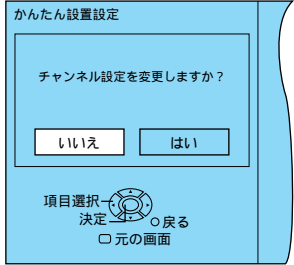 かんたん設置設定
チャンネル設定を変更しますか?
いいえ はい
項目選択
決定
戻る
元の画面